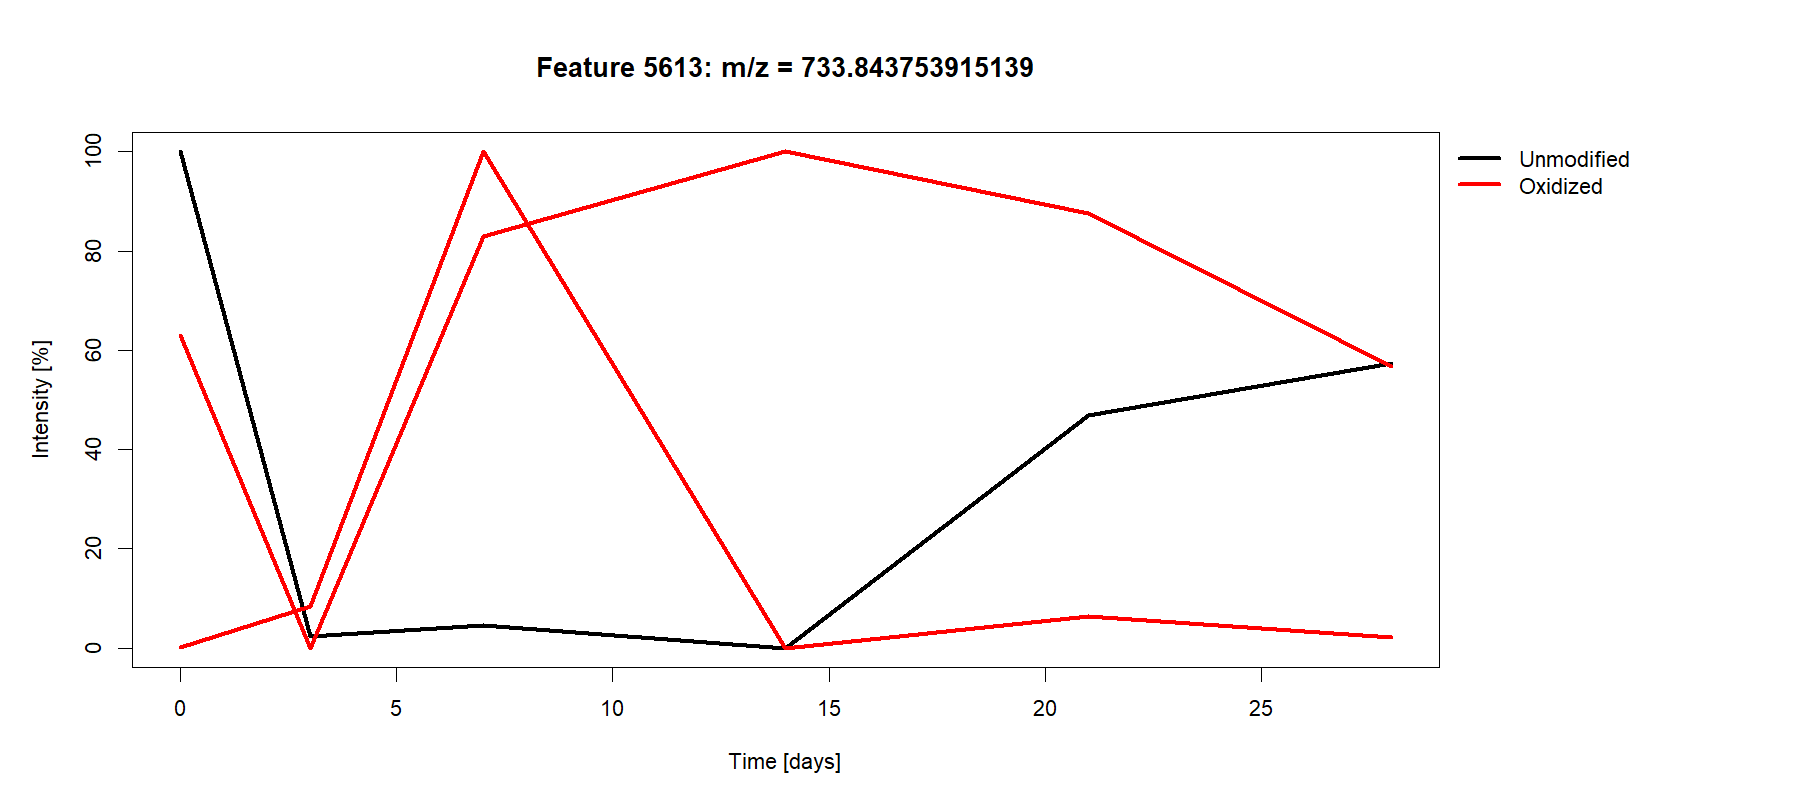 Feature 5613: m/z = 733.843753915139
Unmodified
Oxidized
Intensity [%]
100
80
60
40
20
0
0 5 10 15 20 25
Time [days]